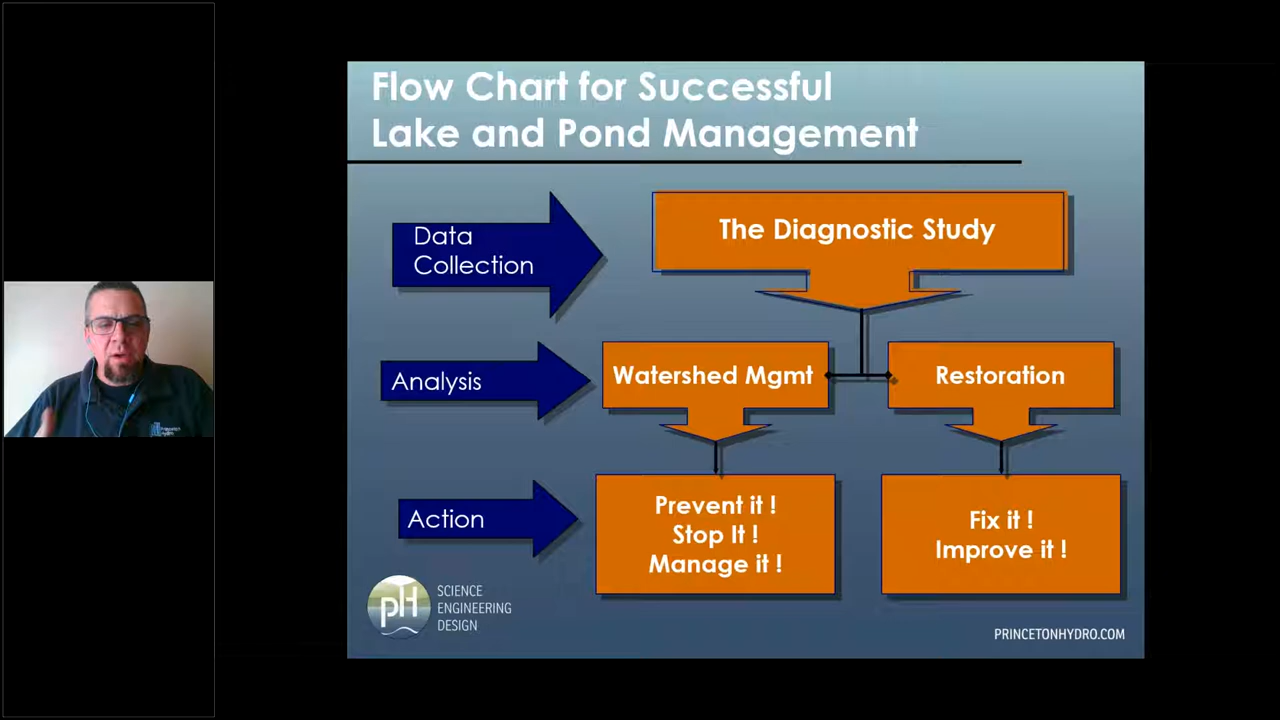 Flow Chart for Successful
Lake and Pond Management
Data
Collection
The Diagnostic Study
Analysis
Watershed Mgmt
Restoration
Action
Prevent it !
Stop It !
Manage it !
Fix it !
Improve it !
pH
SCIENCE
ENGINEERING
DESIGN
PRINCETONHYDRO.COM